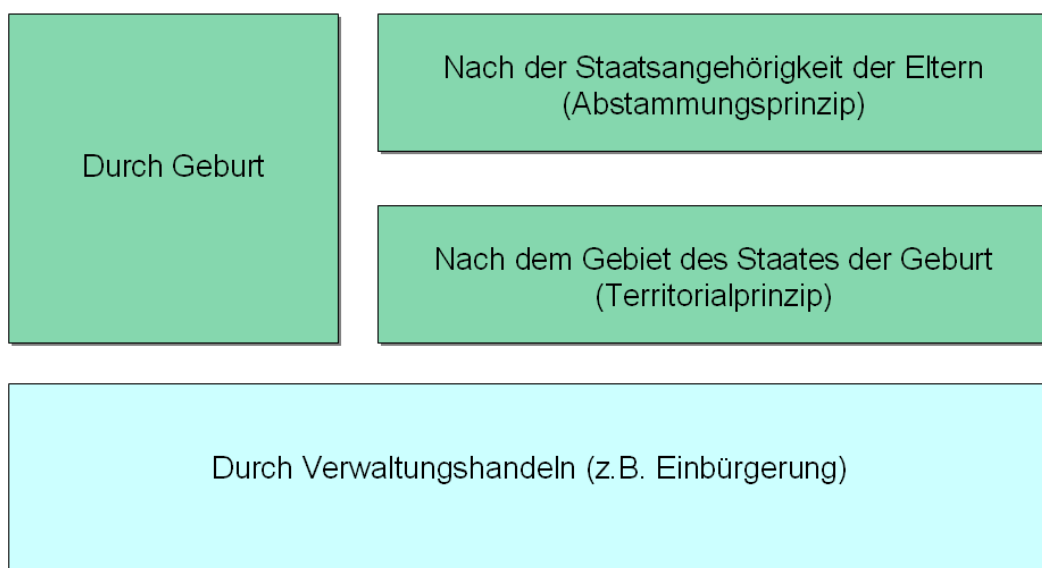 Durch Geburt
Nach der Staatsangehörigkeit der Eltern
(Abstammungsprinzip)
Nach dem Gebiet des Staates der Geburt
(Territorialprinzip)
Durch Verwaltungshandeln (z.B. Einbürgerung)